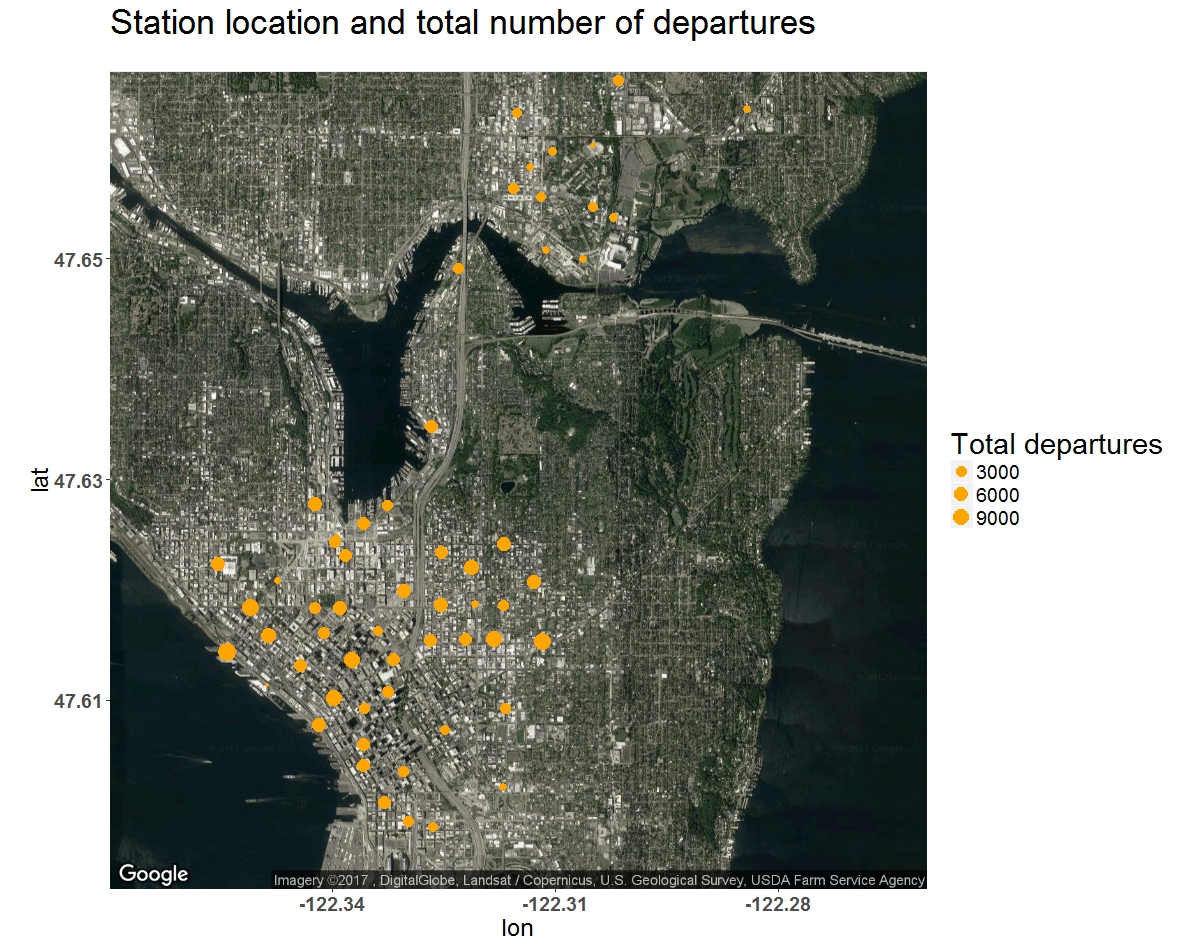 Station location and total number of departures
47.65
47.63
47.61
lat
Total departures
3000
6000
9000
Google
Imagery ©2017 , DigitalGlobe, Landsat / Copernicus, U.S. Geological Survey, USDA Farm Service Agency
-122.34
-122.31
-122.28
lon